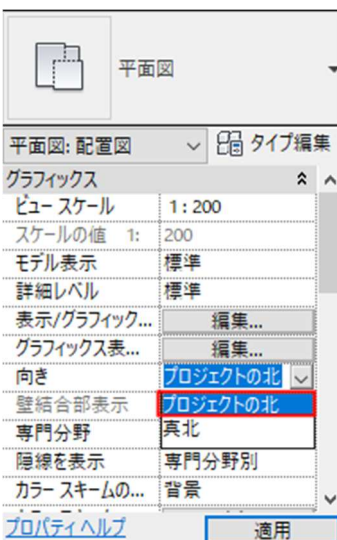 平面図
平面図: 配置図 タイプ編集
グラフィックス
ビュー スケール 1 : 200
スケールの値 1: 200
モデル表示 標準
詳細レベル 標準
表示/グラフィック... 編集...
グラフィックス表... 編集...
向き プロジェクトの北
壁結合部表示 プロジェクトの北
専門分野 真北
隠線を表示 専門分野別
カラー スキームの... 背景
プロパティ ヘルプ 適用